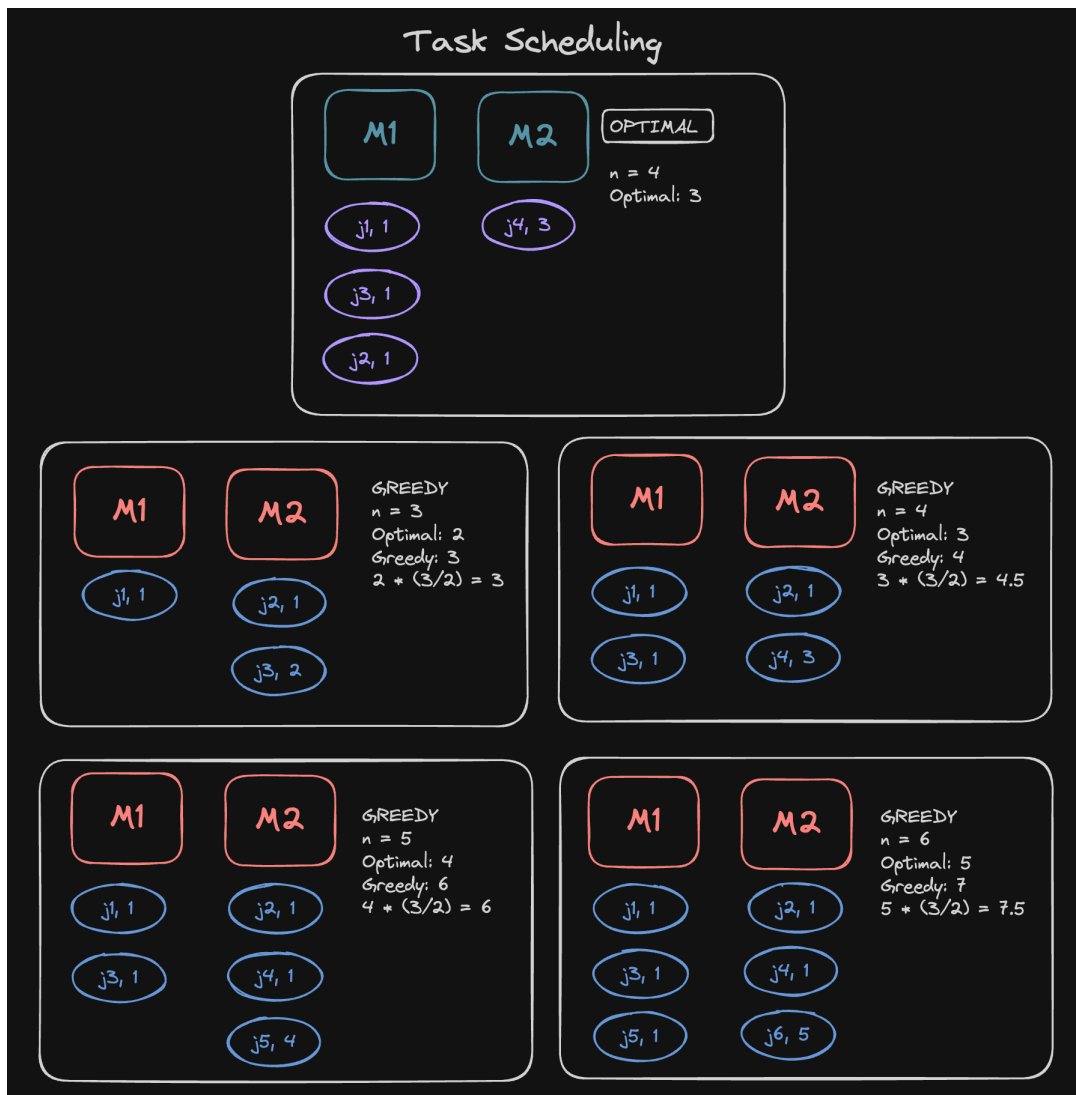 Task Scheduling
M1
M2
OPTIMAL
n = 4
Optimal: 3
j1, 1
j4, 3
j3, 1
j2, 1
M1
M2
GREEDY
n = 3
Optimal: 2
Greedy: 3
2 * (3/2) = 3
j1, 1
j2, 1
j3, 2
M1
M2
GREEDY
n = 4
Optimal: 3
Greedy: 4
3 * (3/2) = 4.5
j1, 1
j2, 1
j3, 1
j4, 3
M1
M2
GREEDY
n = 5
Optimal: 4
Greedy: 6
4 * (3/2) = 6
j1, 1
j2, 1
j3, 1
j4, 1
j5, 4
M1
M2
GREEDY
n = 6
Optimal: 5
Greedy: 7
5 * (3/2) = 7.5
j1, 1
j2, 1
j3, 1
j4, 1
j5, 1
j6, 5